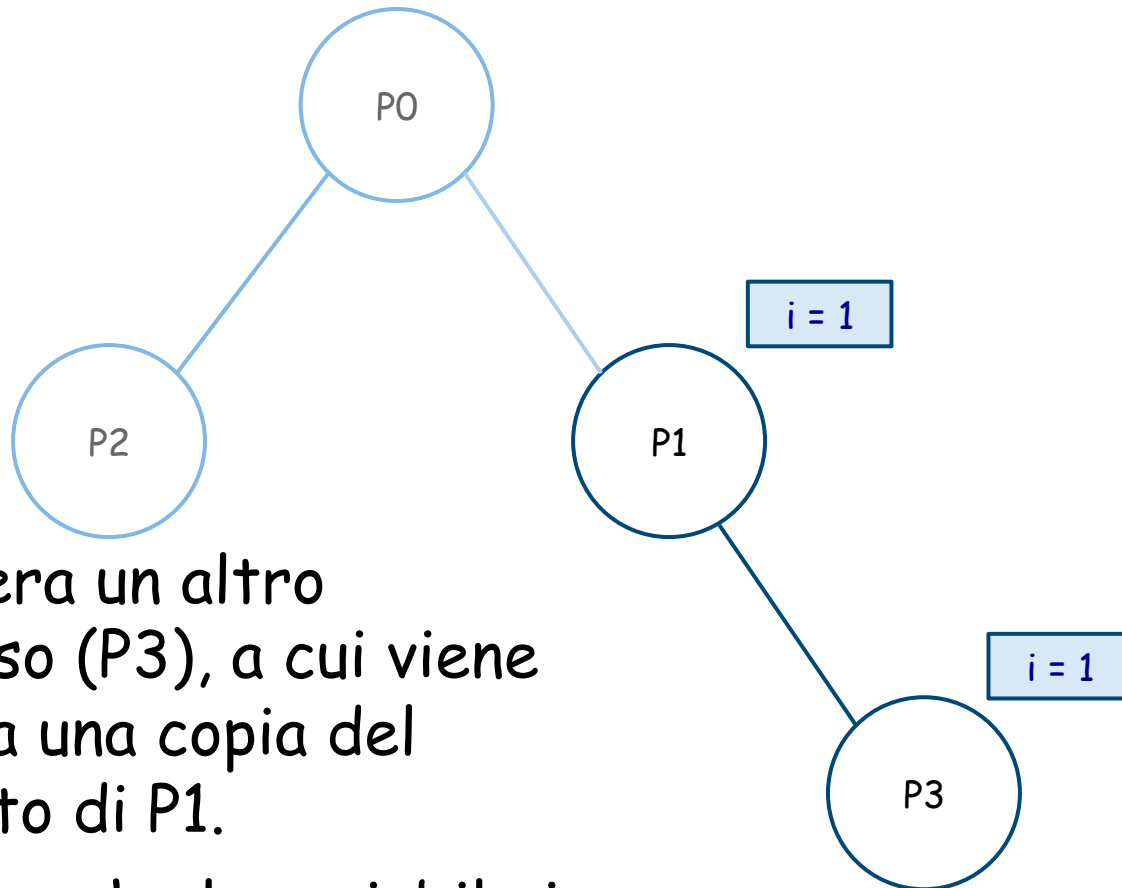 P0
i = 1
P2
P1
era un altro
so (P3), a cui viene
a una copia del
to di P1.
i = 1
P3